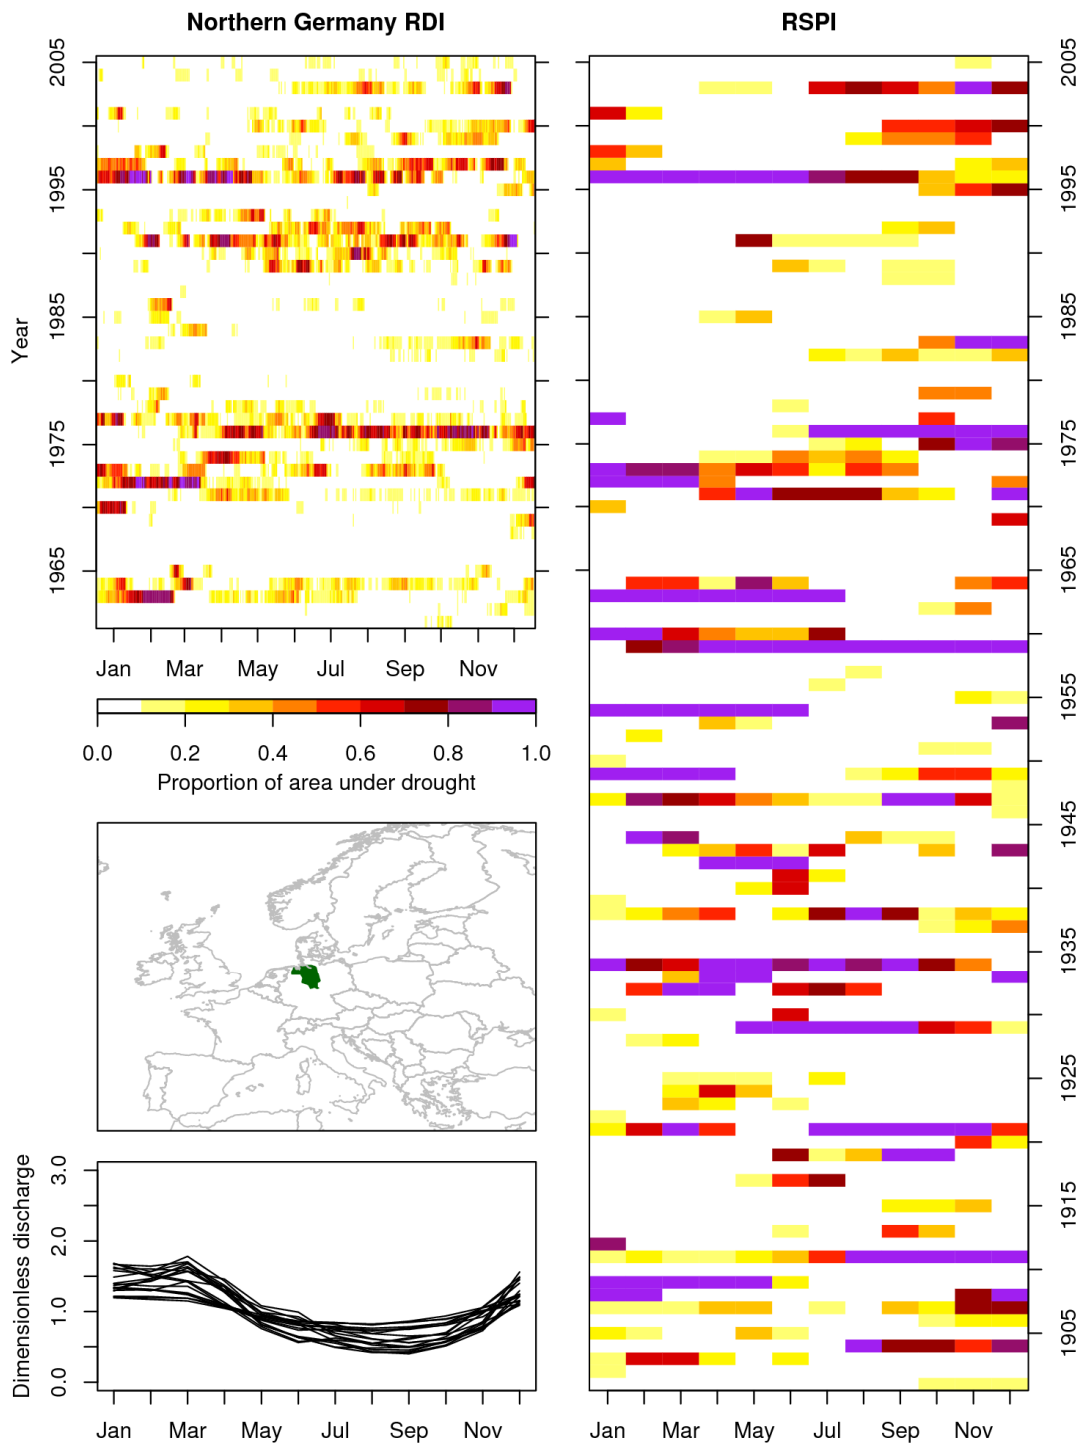 Northern Germany RDI
RSPI
Year
2005
1995
1985
1975
1965
Jan Mar May Jul Sep Nov
0.0 0.2 0.4 0.6 0.8 1.0
Proportion of area under drought
Dimensionless discharge
3.0
2.0
1.0
0.0
Jan Mar May Jul Sep Nov
2005
1995
1985
1975
1965
1955
1945
1935
1925
1915
1905
Jan Mar May Jul Sep Nov